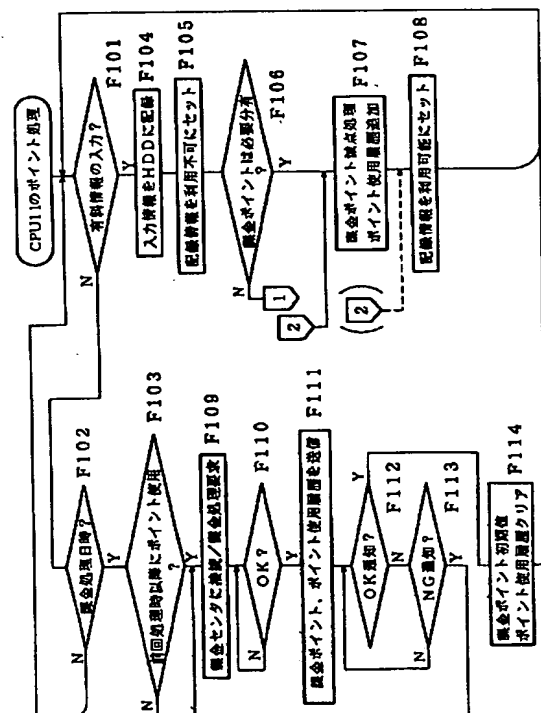 CPU11のポイント処理
有料情報の入力?
F101
N
Y
入力情報をHDDに記録
F104
記録情報を利用不可にセット
F105
課金ポイントは必要分有
?
F106
N
Y
1
2
課金ポイント減点処理
ポイント使用履歴追加
F107
(2)
記録情報を利用可能にセット
F108
課金処理日時?
F102
N
Y
前回処理時以降にポイント使用
?
F103
N
Y
課金センタに接続/課金処理要求
F109
OK?
F110
N
Y
課金ポイント、ポイント使用履歴を送信
F111
OK通知?
F112
Y
N
NG通知?
F113
N
Y
課金ポイント初期値
ポイント使用履歴クリア
F114